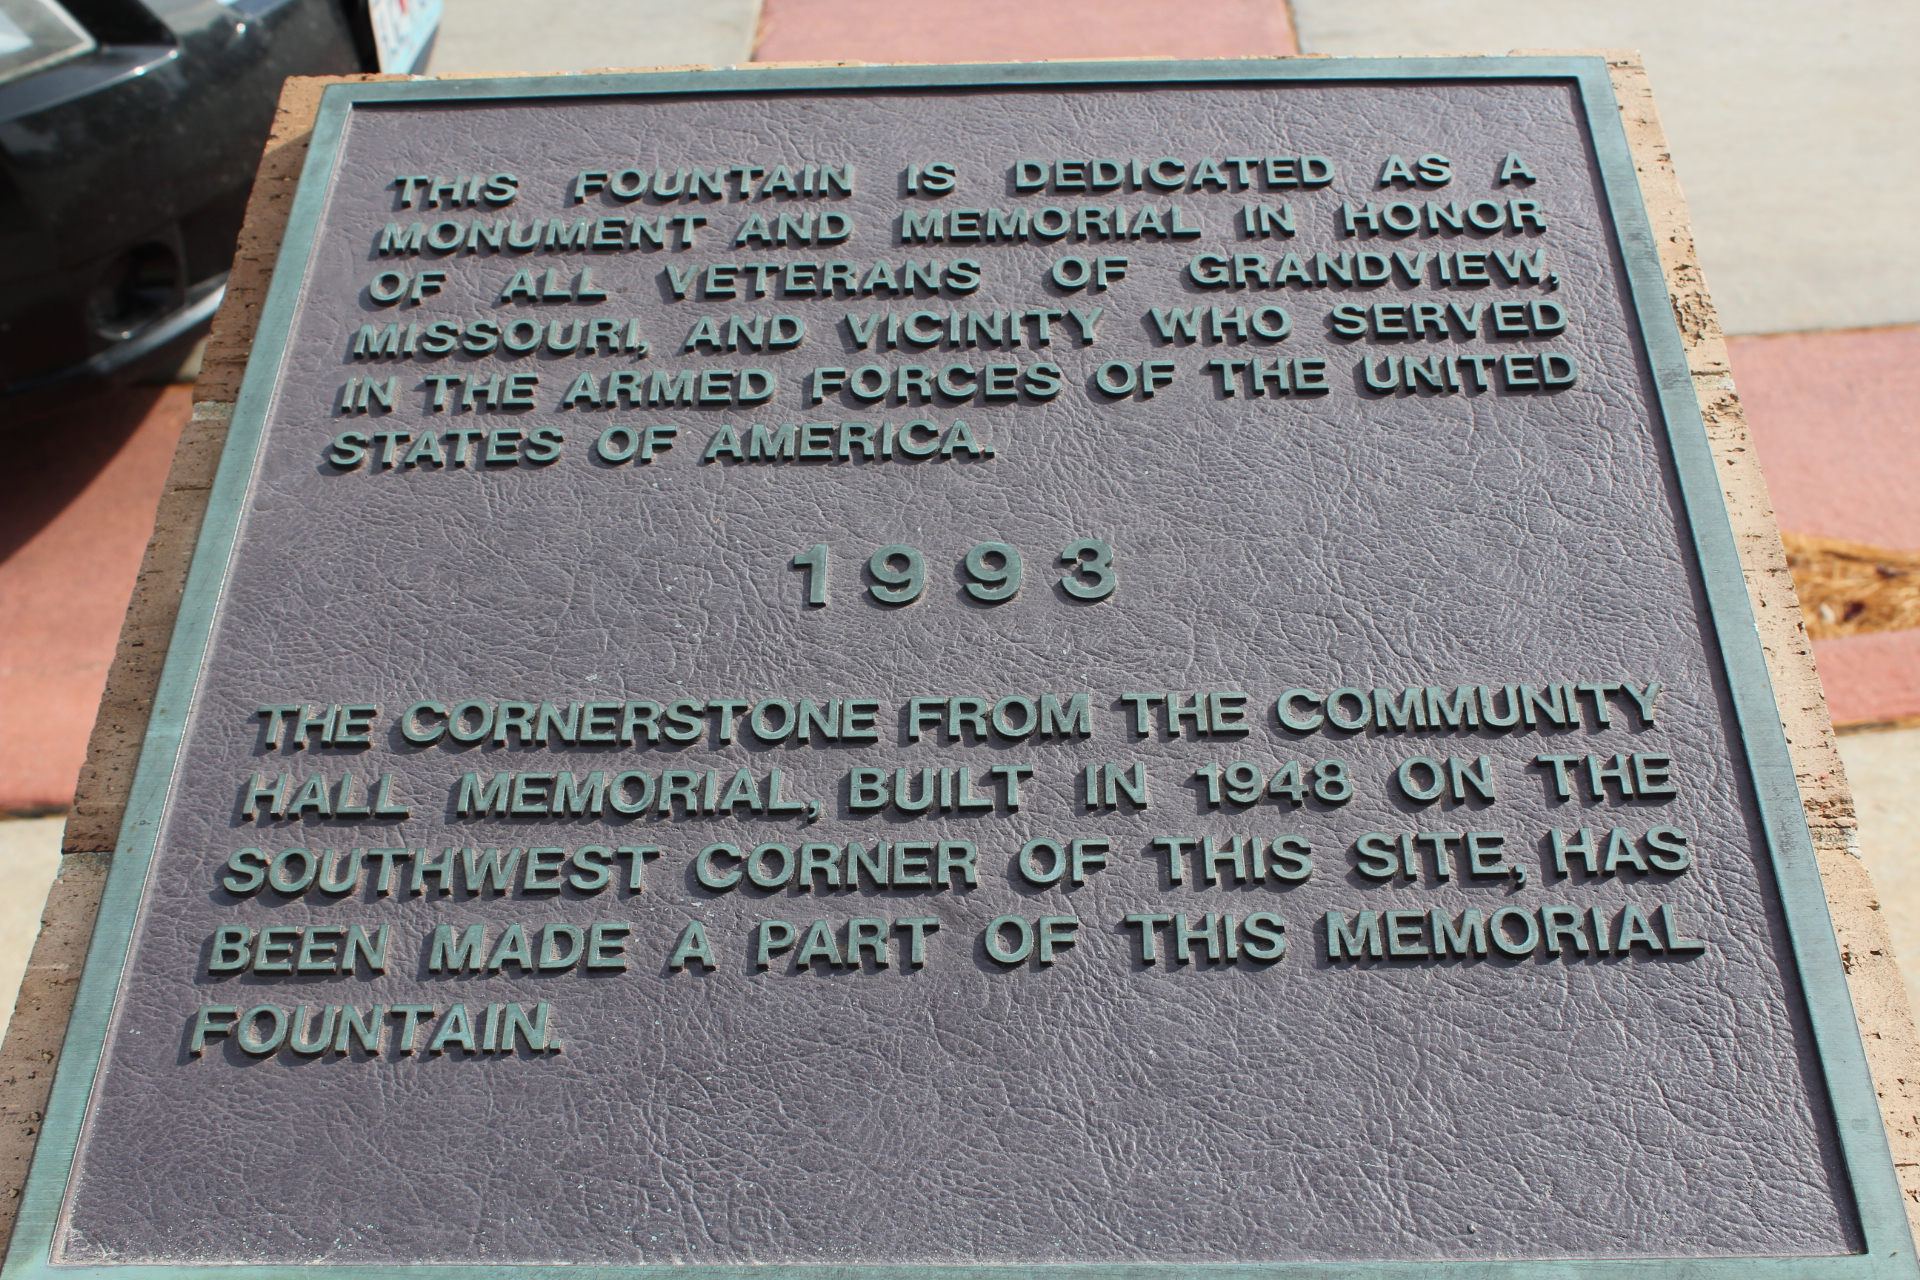 THIS FOUNTAIN IS DEDICATED AS A
MONUMENT AND MEMORIAL IN HONOR
OF ALL VETERANS OF GRANDVIEW,
MISSOURI, AND VICINITY WHO SERVED
IN THE ARMED FORCES OF THE UNITED
STATES OF AMERICA.
1993
THE CORNERSTONE FROM THE COMMUNITY
HALL MEMORIAL, BUILT IN 1948 ON THE
SOUTHWEST CORNER OF THIS SITE, HAS
BEEN MADE A PART OF THIS MEMORIAL
FOUNTAIN.